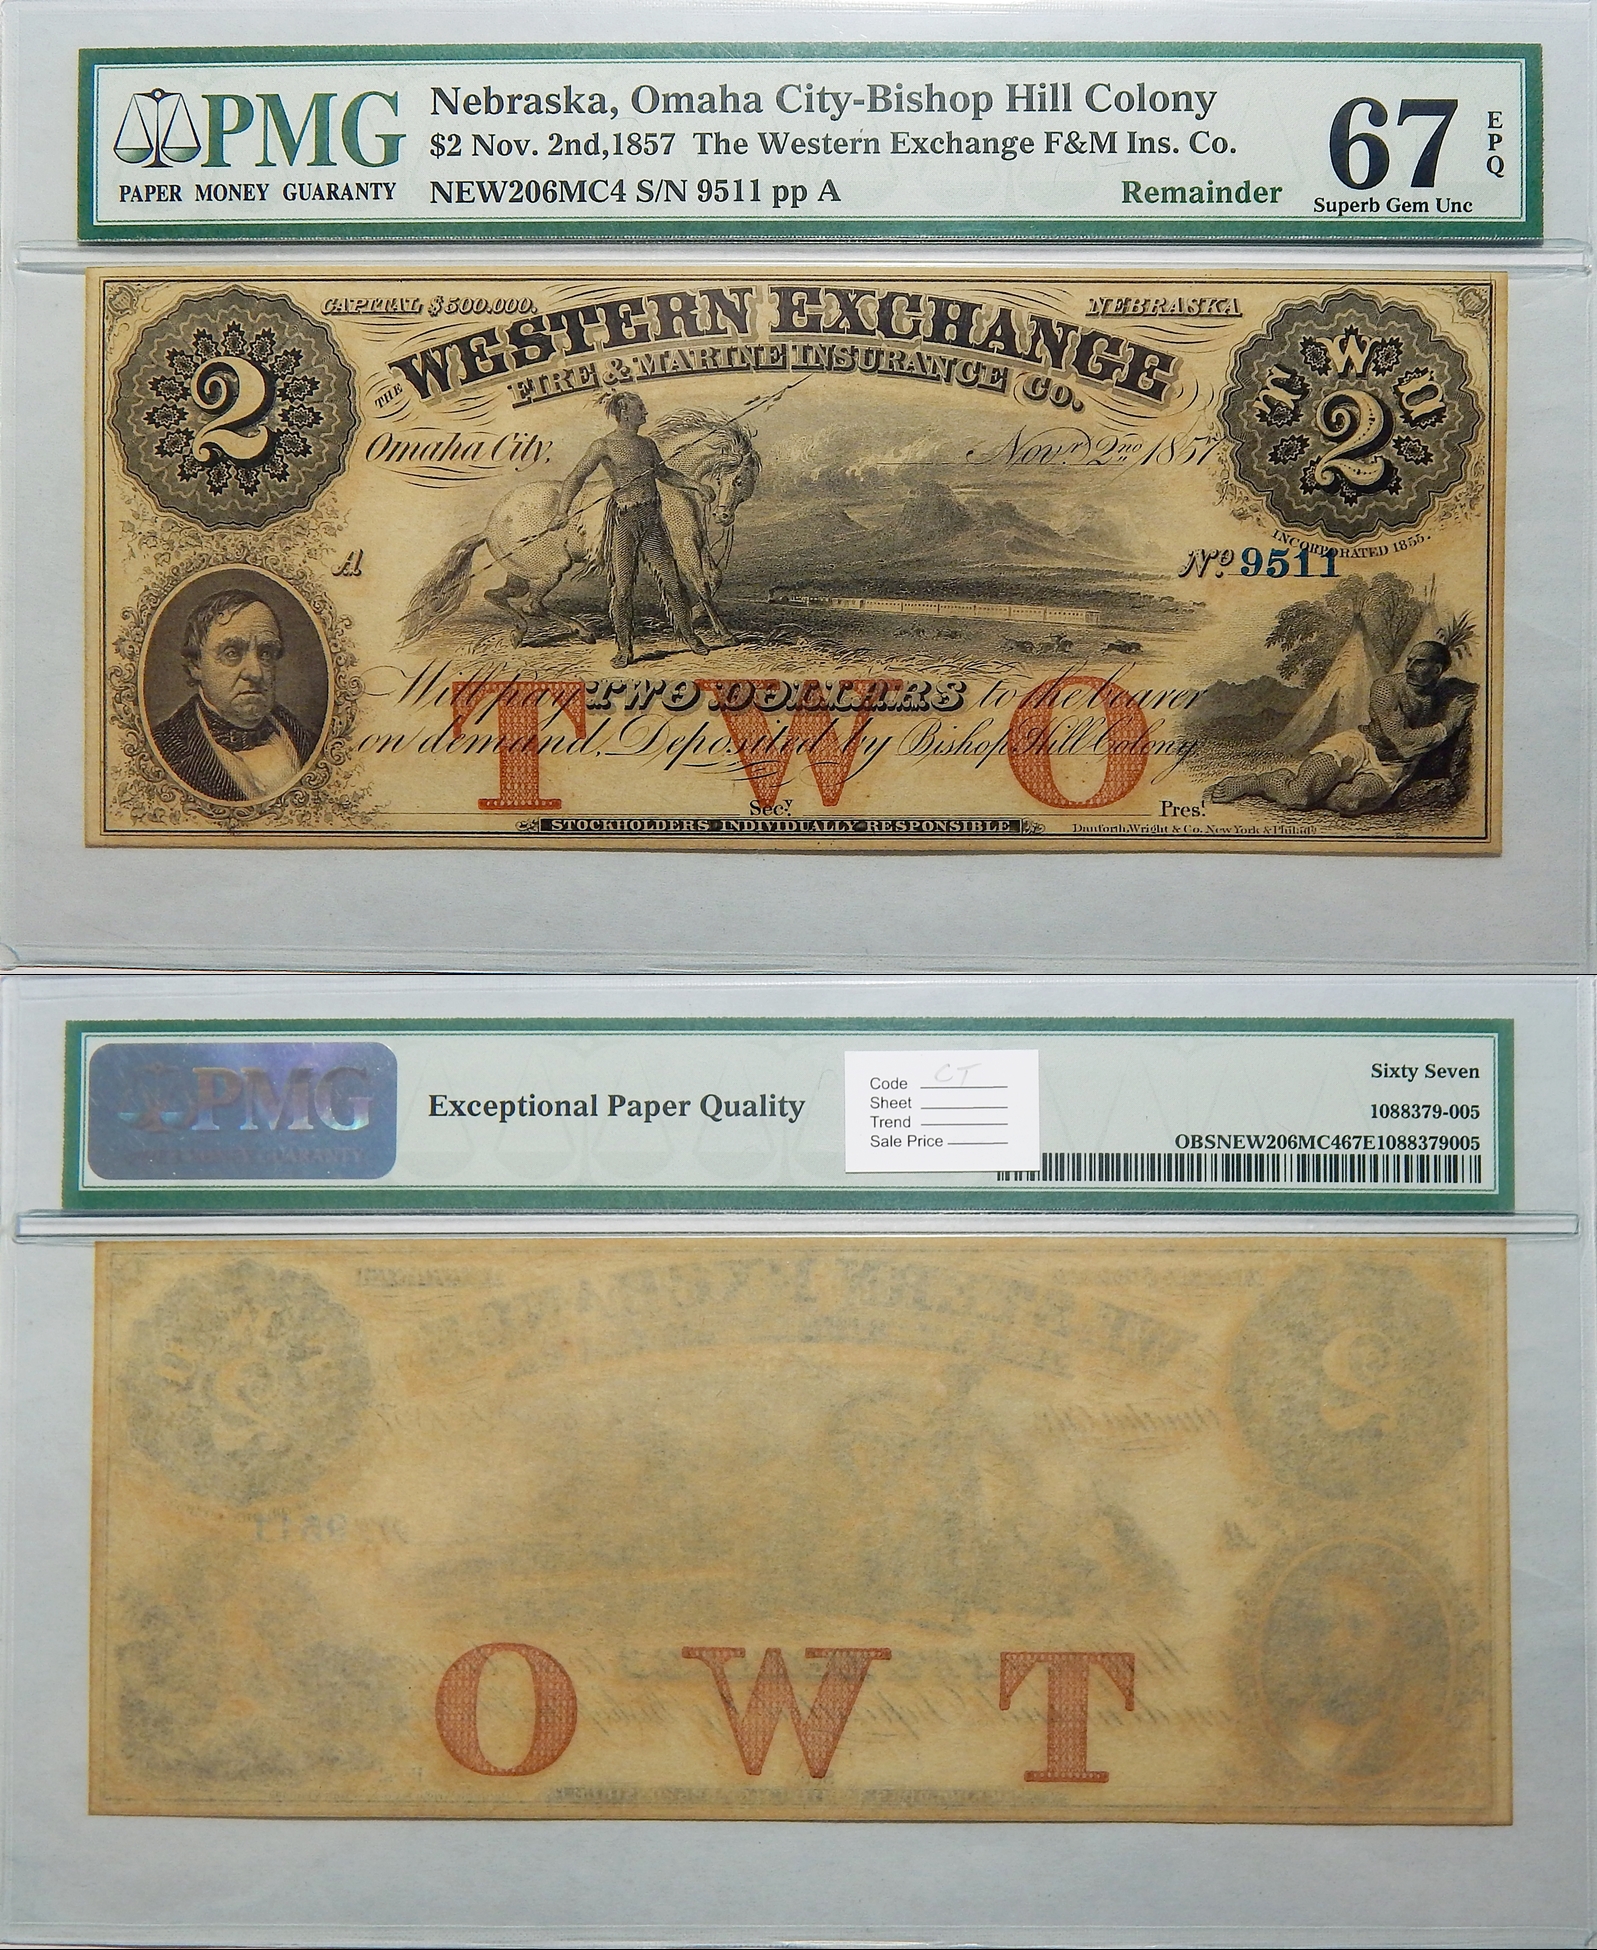 PMG
PAPER MONEY GUARANTY
Nebraska, Omaha City-Bishop Hill Colony
$2 Nov. 2nd,1857 The Western Exchange F&M Ins. Co.
NEW206MC4 S/N 9511 pp A
Remainder
67
EPQ
Superb Gem Unc
CAPITAL $500.000.
NEBRASKA
THE WESTERN EXCHANGE
FIRE & MARINE INSURANCE CO.
2
TWO
2
Omaha City,
Novr 2nd 1857
INCORPORATED 1855.
A
No 9511
Will pay TWO DOLLARS to the bearer
on demand, Deposited by Bishop Hill Colony
TWO
Secy.
Pres.t
STOCKHOLDERS INDIVIDUALLY RESPONSIBLE
Danforth, Wright & Co. New York & Philada
PMG
Exceptional Paper Quality
Code CT
Sheet
Trend
Sale Price
Sixty Seven
1088379-005
OBSNEW206MC467E1088379005
OWT